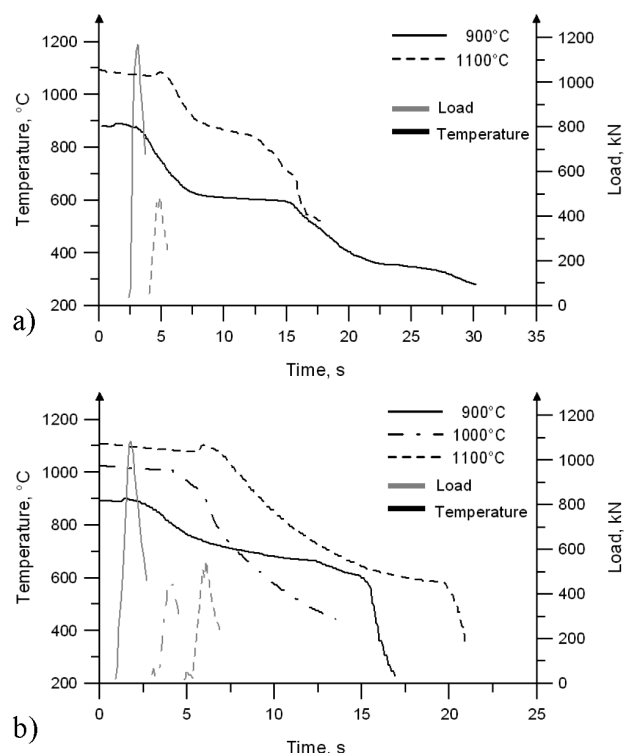 1200
1000
800
600
400
200
Temperature, °C
900°C
1100°C
Load
Temperature
1200
1000
800
600
400
200
0
Load, kN
0 5 10 15 20 25 30 35
Time, s
a)
1200
1000
800
600
400
200
Temperature, °C
900°C
1000°C
1100°C
Load
Temperature
1200
1000
800
600
400
200
0
Load, kN
0 5 10 15 20 25
Time, s
b)